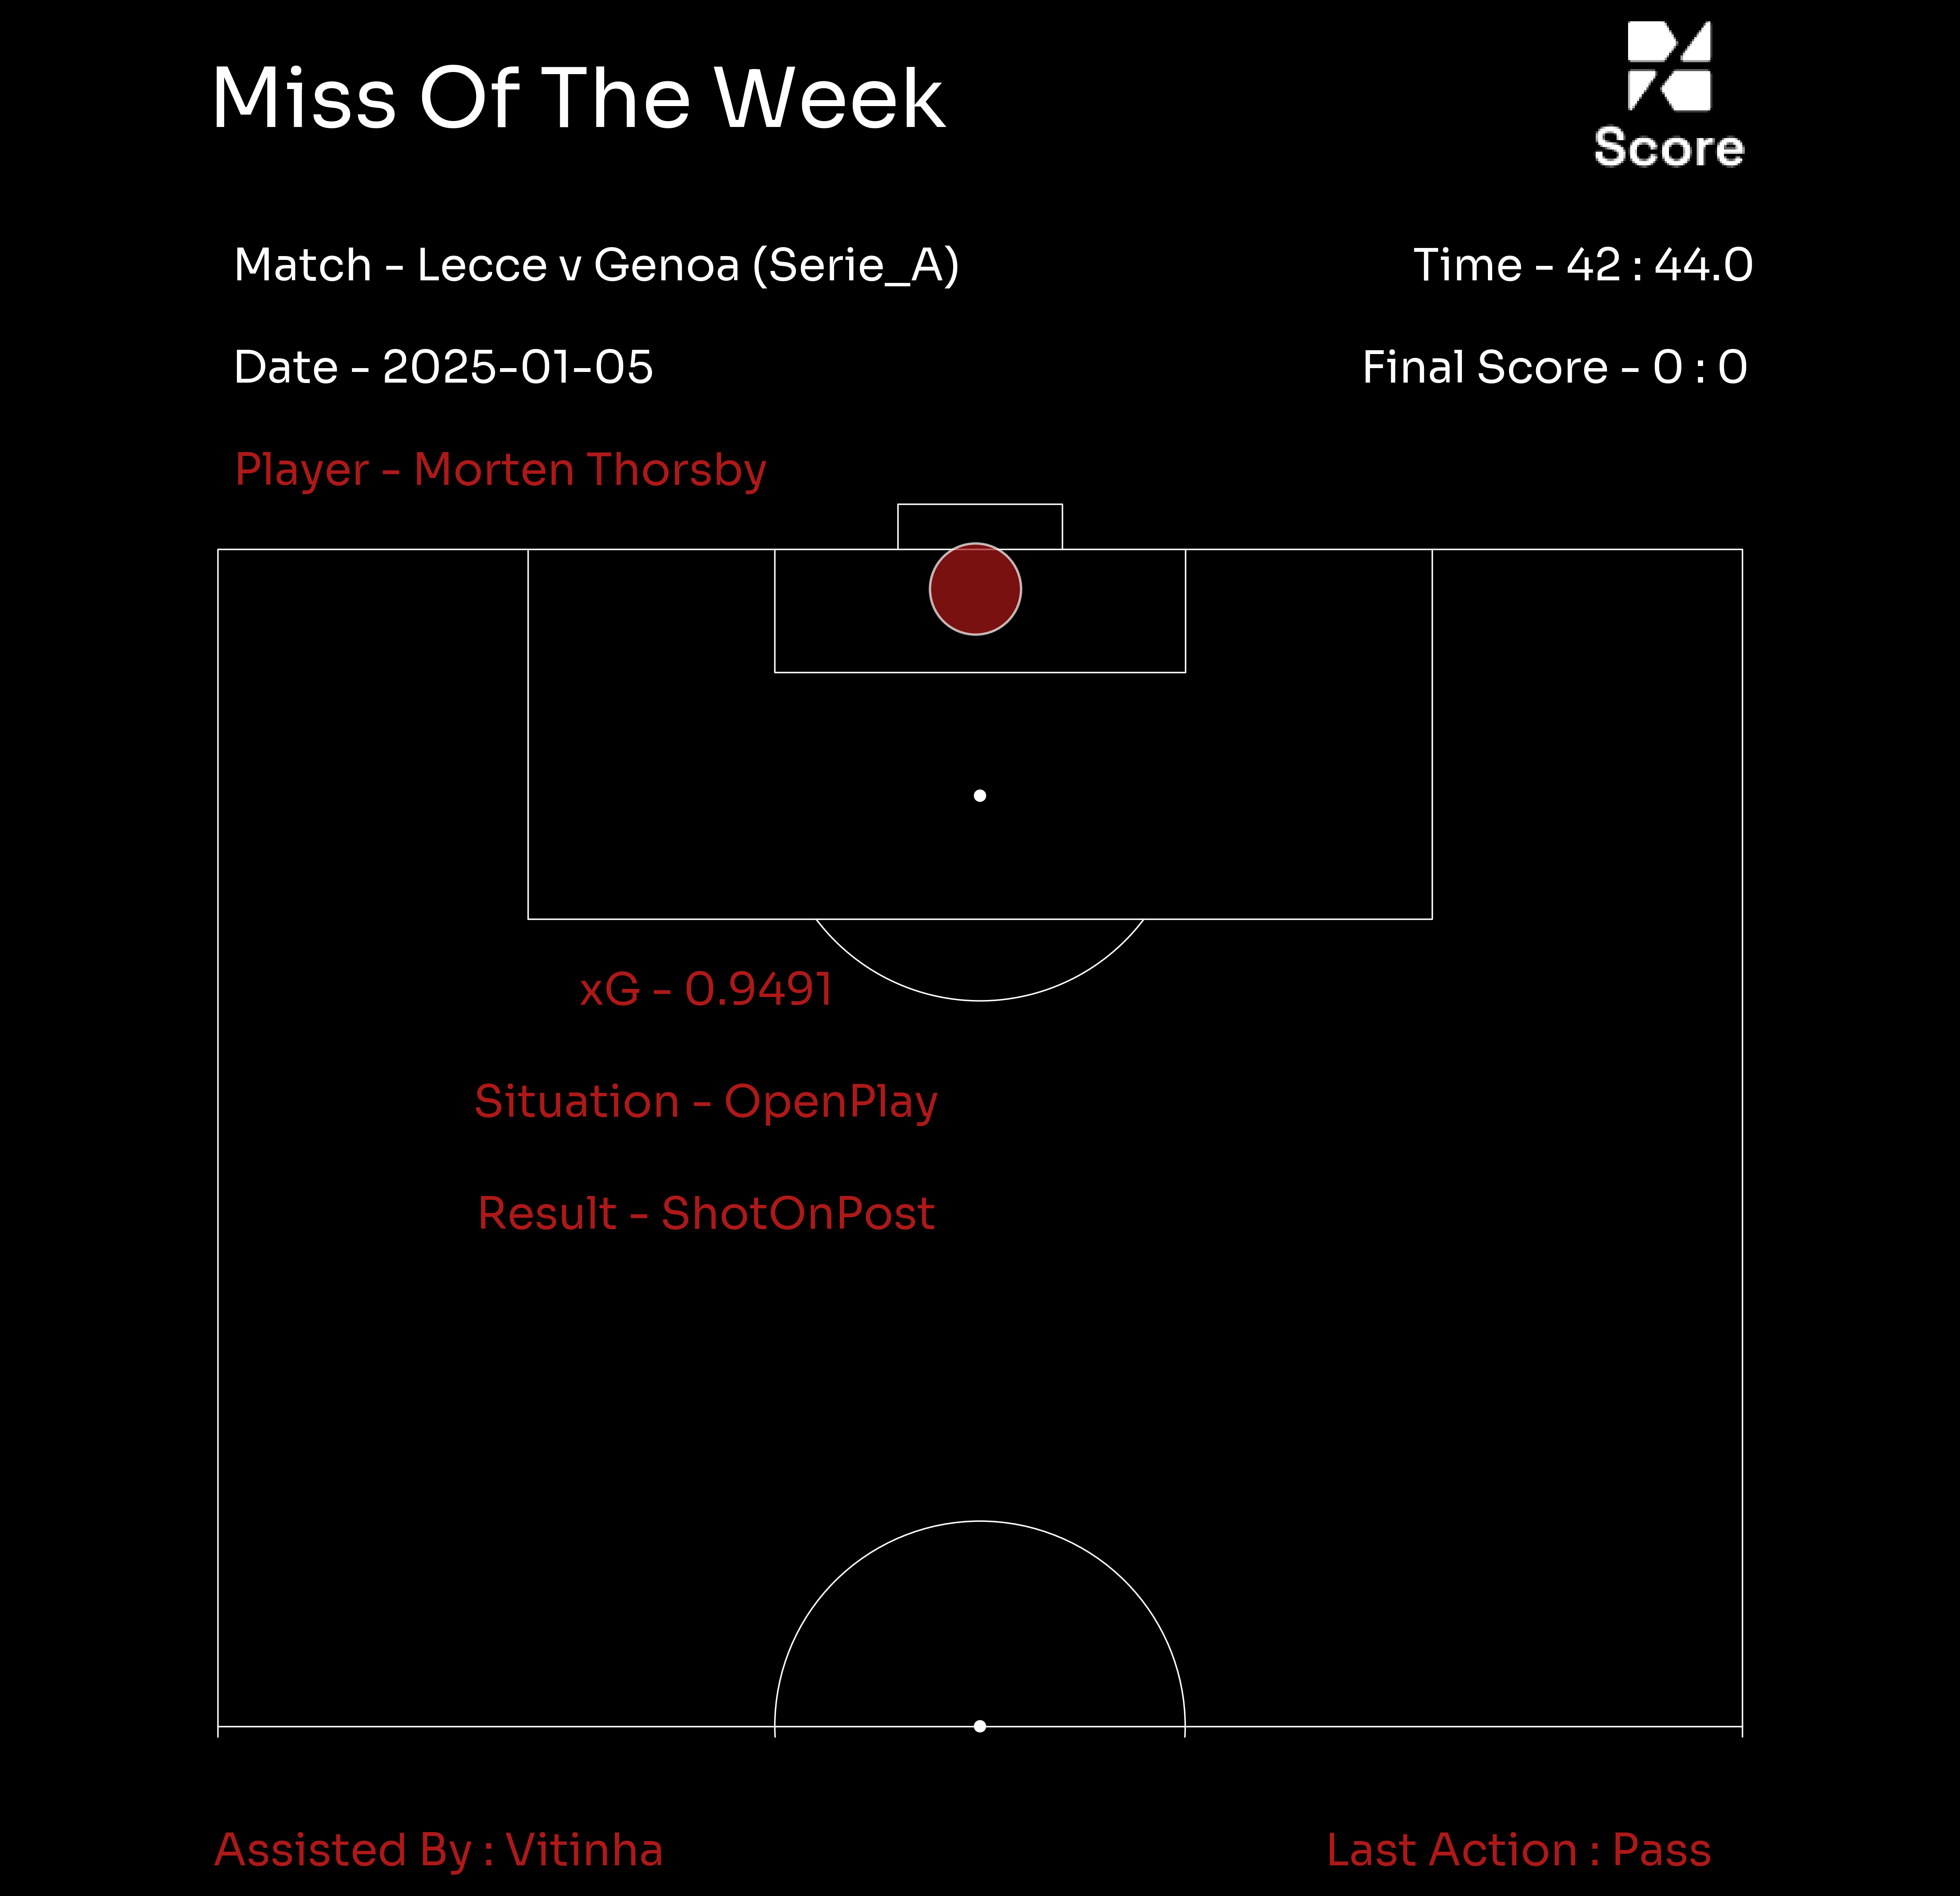 Miss Of The Week
Score
Match - Lecce v Genoa (Serie_A)
Time - 42 : 44.0
Date - 2025-01-05
Final Score - 0 : 0
Player - Morten Thorsby
xG - 0.9491
Situation - OpenPlay
Result - ShotOnPost
Assisted By : Vitinha
Last Action : Pass